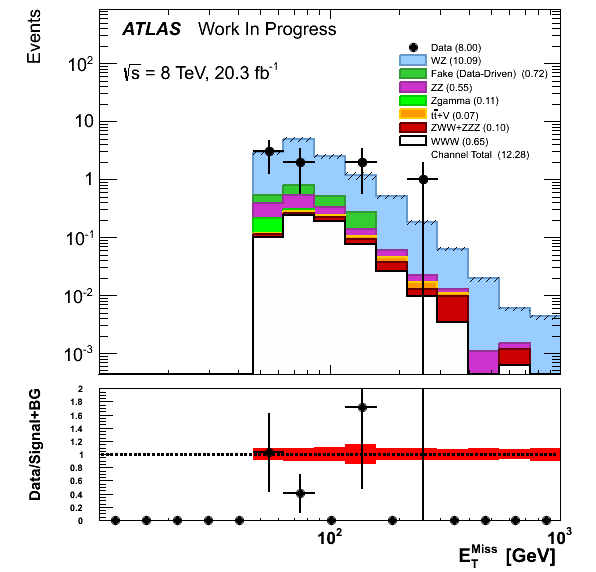 Events
ATLAS Work In Progress
√s = 8 TeV, 20.3 fb⁻¹
Data (8.00)
WZ (10.09)
Fake (Data-Driven) (0.72)
ZZ (0.55)
Zgamma (0.11)
tt̄+V (0.07)
ZWW+ZZZ (0.10)
WWW (0.65)
Channel Total (12.28)
10²
10
1
10⁻¹
10⁻²
10⁻³
Data/Signal+BG
2
1.8
1.6
1.4
1.2
1
0.8
0.6
0.4
0.2
0
10²
10³
E_T^Miss [GeV]